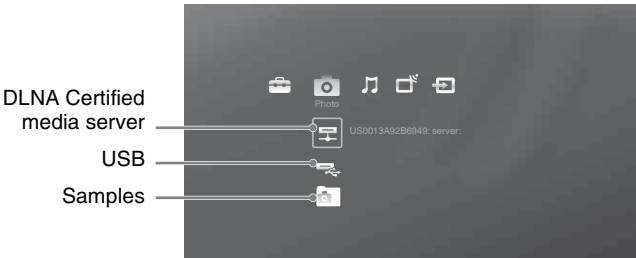 DLNA Certified
media server
USB
Samples
Photo
US0013A92B6949: server: